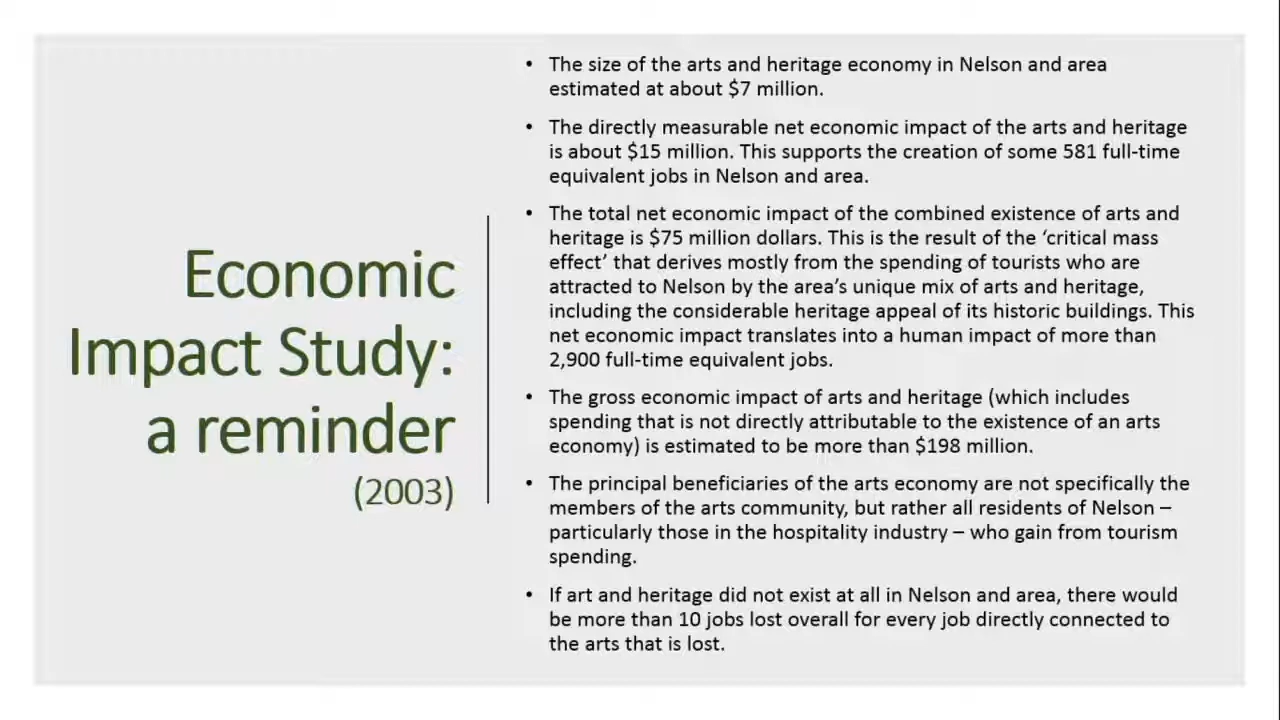 Economic
Impact Study:
a reminder
(2003)
• The size of the arts and heritage economy in Nelson and area
estimated at about $7 million.
• The directly measurable net economic impact of the arts and heritage
is about $15 million. This supports the creation of some 581 full-time
equivalent jobs in Nelson and area.
• The total net economic impact of the combined existence of arts and
heritage is $75 million dollars. This is the result of the ‘critical mass
effect’ that derives mostly from the spending of tourists who are
attracted to Nelson by the area’s unique mix of arts and heritage,
including the considerable heritage appeal of its historic buildings. This
net economic impact translates into a human impact of more than
2,900 full-time equivalent jobs.
• The gross economic impact of arts and heritage (which includes
spending that is not directly attributable to the existence of an arts
economy) is estimated to be more than $198 million.
• The principal beneficiaries of the arts economy are not specifically the
members of the arts community, but rather all residents of Nelson –
particularly those in the hospitality industry – who gain from tourism
spending.
• If art and heritage did not exist at all in Nelson and area, there would
be more than 10 jobs lost overall for every job directly connected to
the arts that is lost.